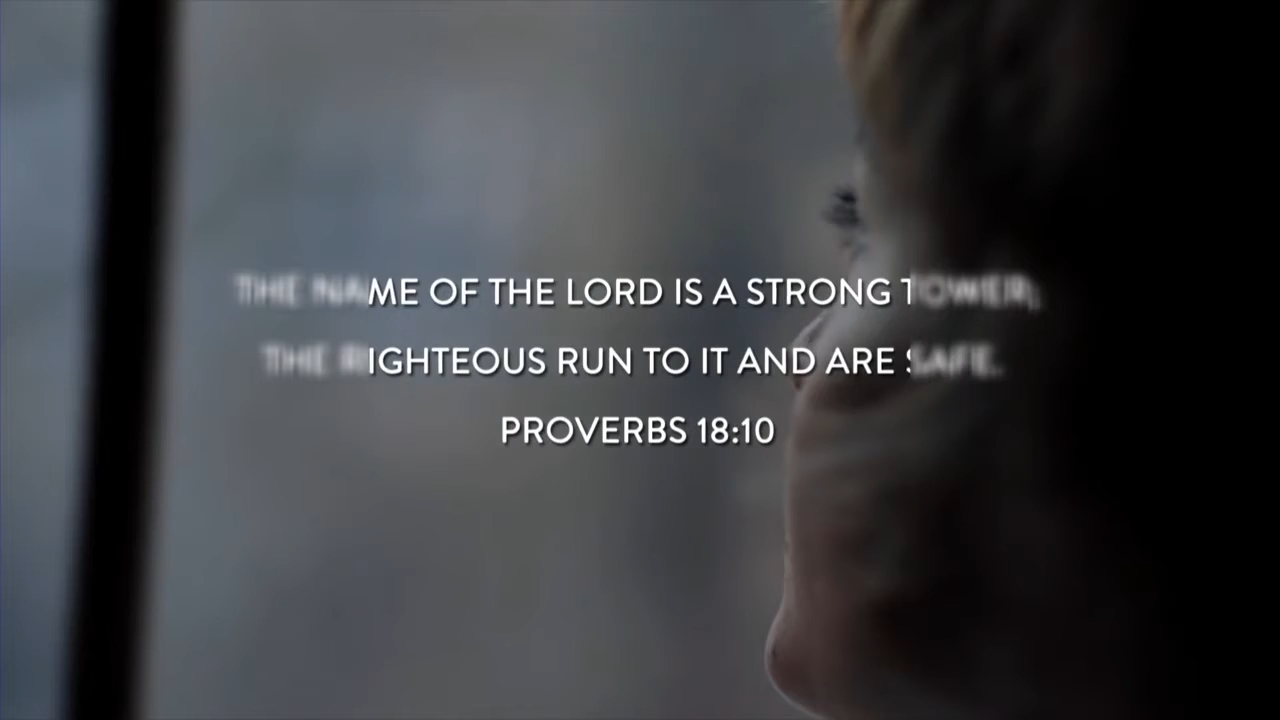 THE NAME OF THE LORD IS A STRONG TOWER;
THE RIGHTEOUS RUN TO IT AND ARE SAFE.
PROVERBS 18:10